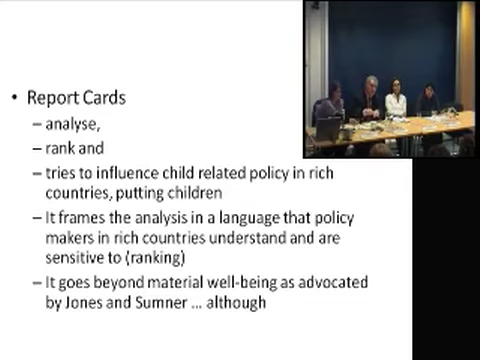 • Report Cards
– analyse,
– rank and
– tries to influence child related policy in rich
countries, putting children
– It frames the analysis in a language that policy
makers in rich countries understand and are
sensitive to (ranking)
– It goes beyond material well-being as advocated
by Jones and Sumner ... although